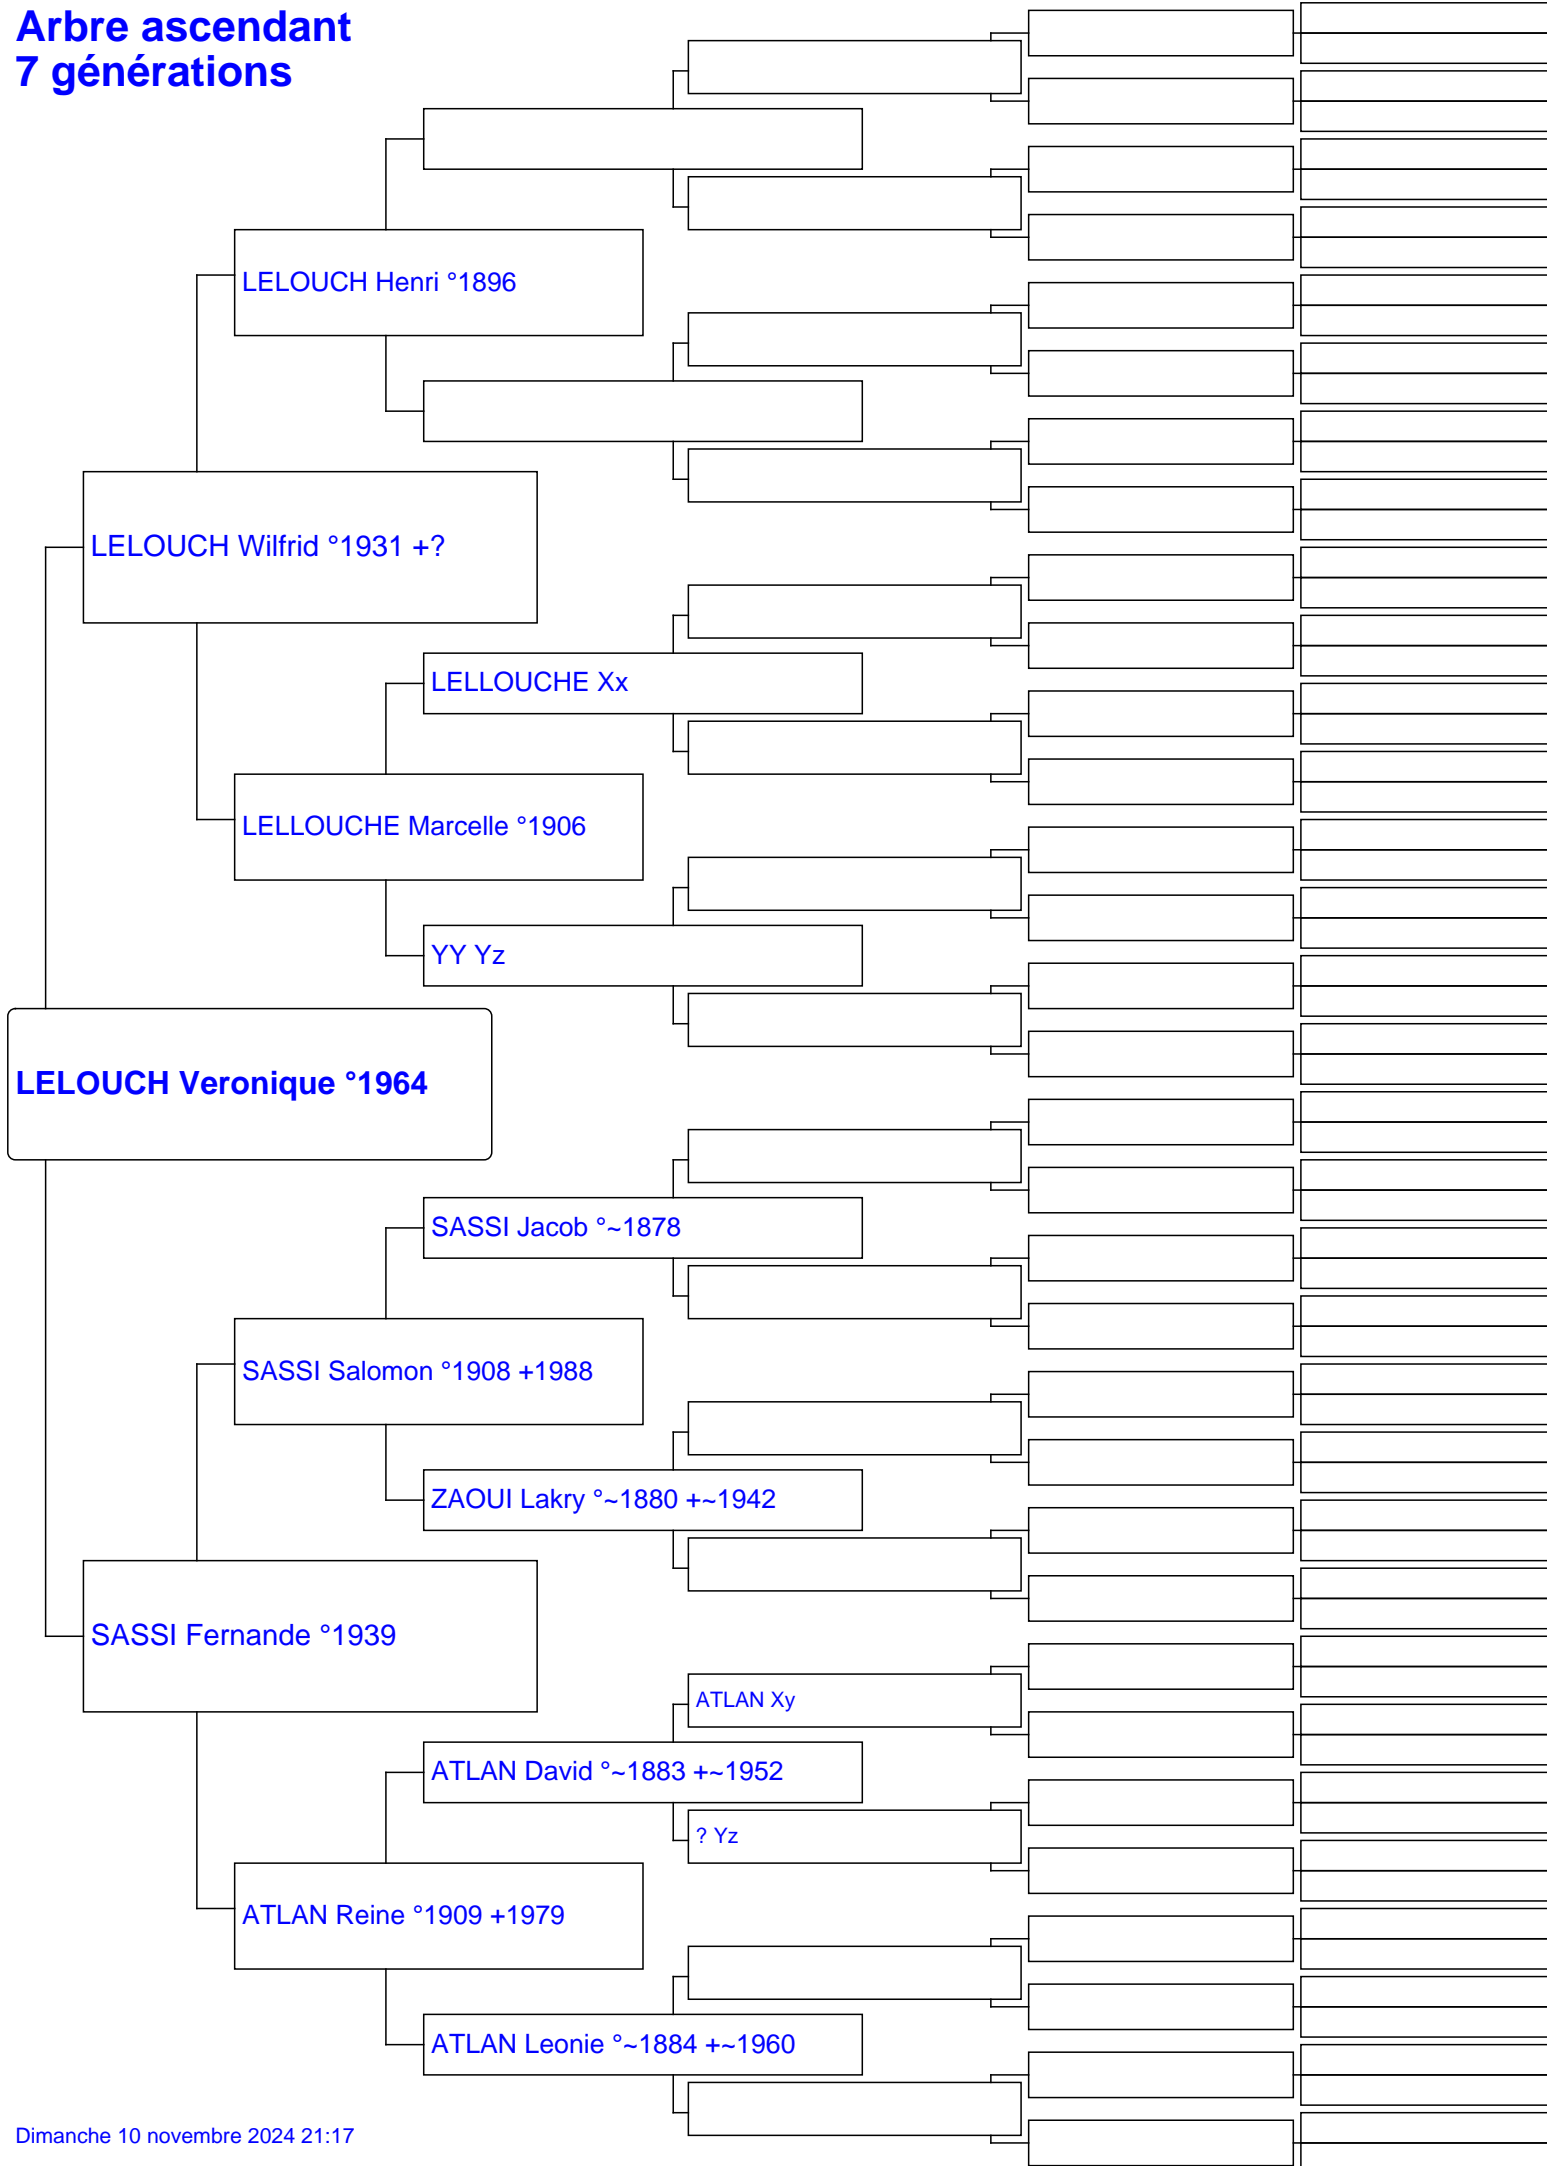 Arbre ascendant
7 générations
LELOUCH Henri °1896
LELOUCH Wilfrid °1931 +?
LELLOUCHE Xx
LELLOUCHE Marcelle °1906
YY Yz
LELOUCH Veronique °1964
SASSI Jacob °~1878
SASSI Salomon °1908 +1988
ZAOUI Lakry °~1880 +~1942
SASSI Fernande °1939
ATLAN Xy
ATLAN David °~1883 +~1952
? Yz
ATLAN Reine °1909 +1979
ATLAN Leonie °~1884 +~1960
Dimanche 10 novembre 2024 21:17